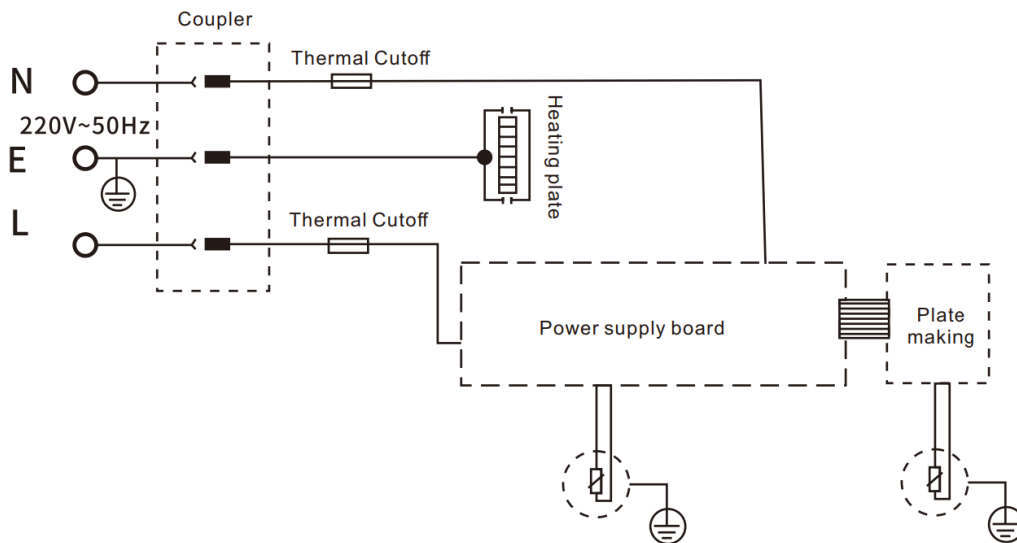 Coupler
Thermal Cutoff
N
220V~50Hz
E
Heating plate
L
Thermal Cutoff
Power supply board
Plate
making